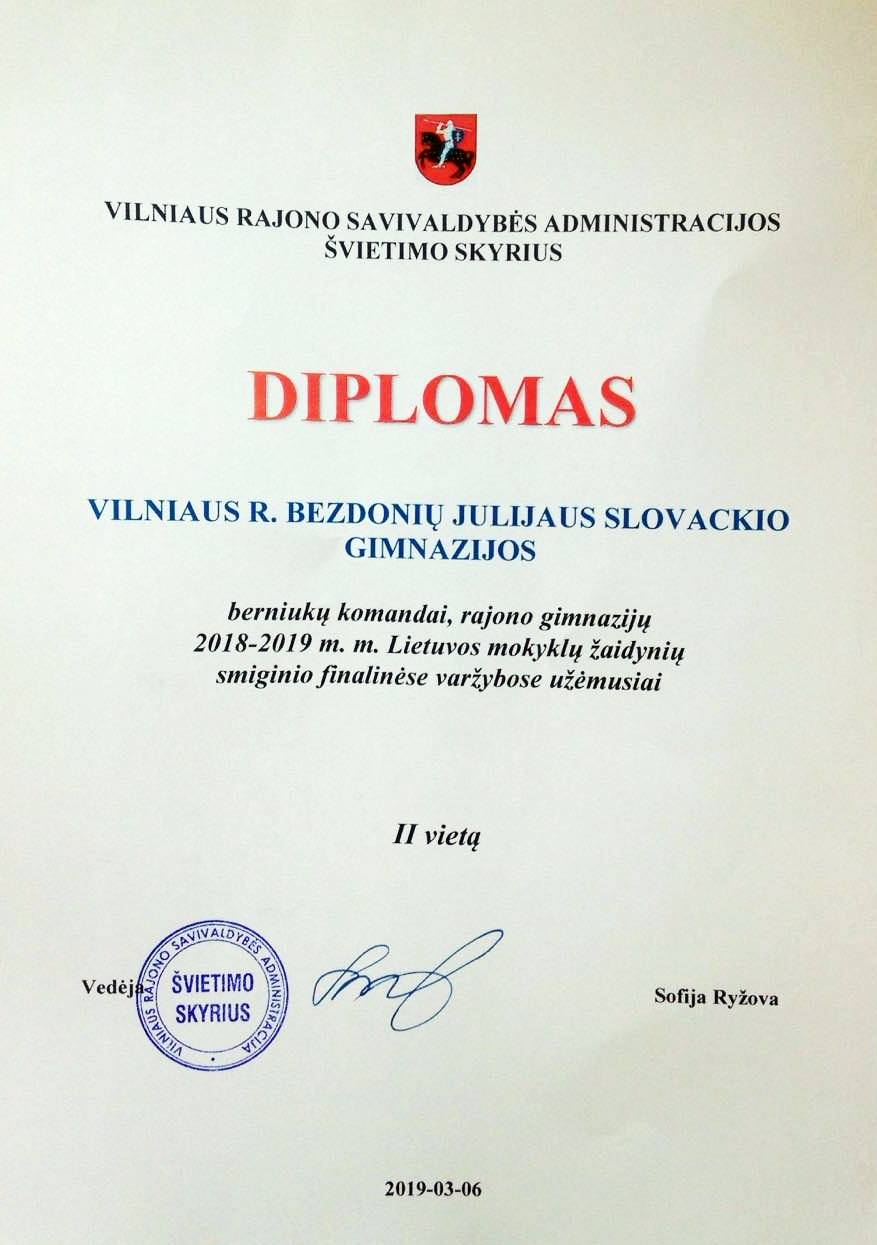 VILNIAUS RAJONO SAVIVALDYBĖS ADMINISTRACIJOS
ŠVIETIMO SKYRIUS
DIPLOMAS
VILNIAUS R. BEZDONIŲ JULIJAUS SLOVACKIO
GIMNAZIJOS
berniukų komandai, rajono gimnazijų
2018-2019 m. m. Lietuvos mokyklų žaidynių
smiginio finalinėse varžybose užėmusiai
II vietą
Vedėja
VILNIAUS RAJONO SAVIVALDYBĖS ADMINISTRACIJA
ŠVIETIMO
SKYRIUS
Sofija Ryžova
2019-03-06